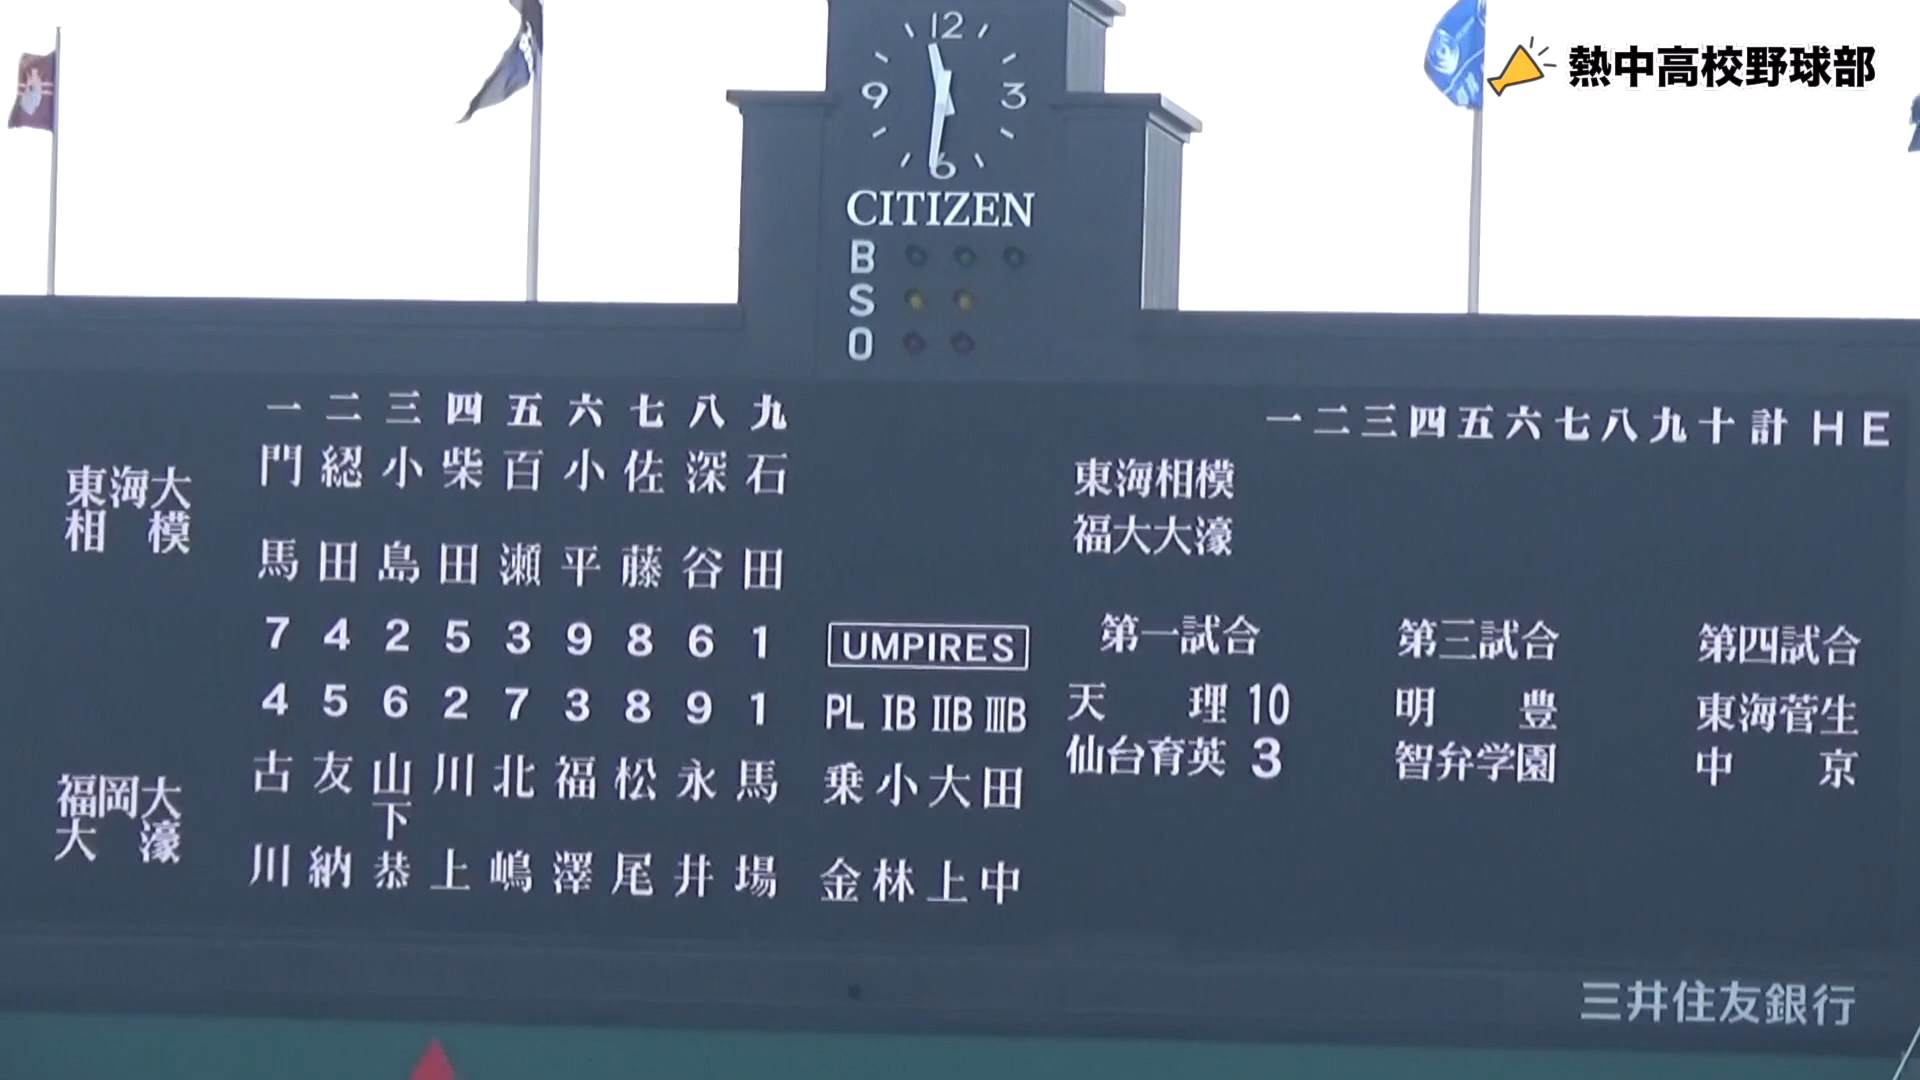 熱中高校野球部
12
9 3
6
CITIZEN
B
S
O
一 二 三 四 五 六 七 八 九
東海大相模
門馬 綛田 小島 柴田 百瀬 小平 佐藤 深谷 石田
7 4 2 5 3 9 8 6 1
4 5 6 2 7 3 8 9 1
福岡大大濠
古川 友納 山下恭 川上 北嶋 福澤 松尾 永井 馬場
UMPIRES
PL IB IIB IIIB
乗金 小林 大上 田中
一 二 三 四 五 六 七 八 九 十 計 H E
東海相模
福大大濠
第一試合 第三試合 第四試合
天理 10 明豊 東海菅生
仙台育英 3 智弁学園 中京
三井住友銀行